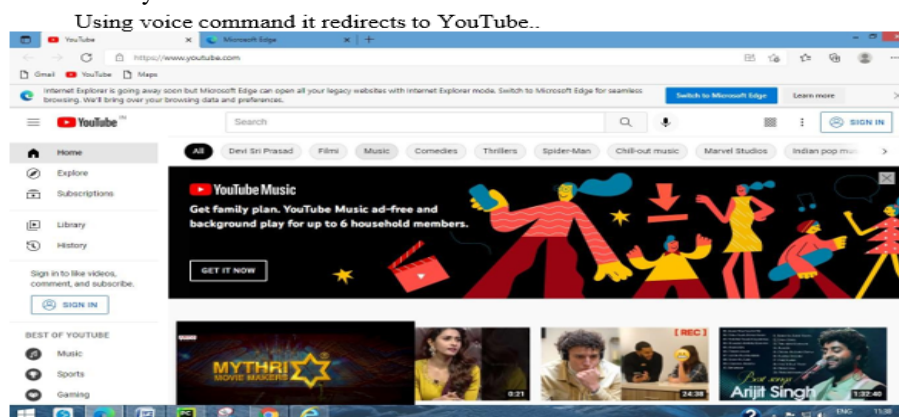 Using voice command it redirects to YouTube..
YouTube
Microsoft Edge
https://www.youtube.com
Gmail YouTube Maps
Internet Explorer is going away soon but Microsoft Edge can open all your legacy websites with Internet Explorer mode. Switch to Microsoft Edge for seamless
browsing. We'll bring over your browsing data and preferences.
Switch to Microsoft Edge
Learn more
YouTube IN
Search
SIGN IN
Home
All Devi Sri Prasad Filmi Music Comedies Thrillers Spider-Man Chill-out music Marvel Studios Indian pop mus
Explore
Subscriptions
Library
History
Sign in to like videos,
comment, and subscribe.
SIGN IN
BEST OF YOUTUBE
Music
Sports
Gaming
YouTube Music
Get family plan. YouTube Music ad-free and
background play for up to 6 household members.
GET IT NOW
MYTHRI
MOVIE MAKERS
0:21
[ REC ]
24:38
Best songs
Arijit Singh
1:32:40
ENG
11:38